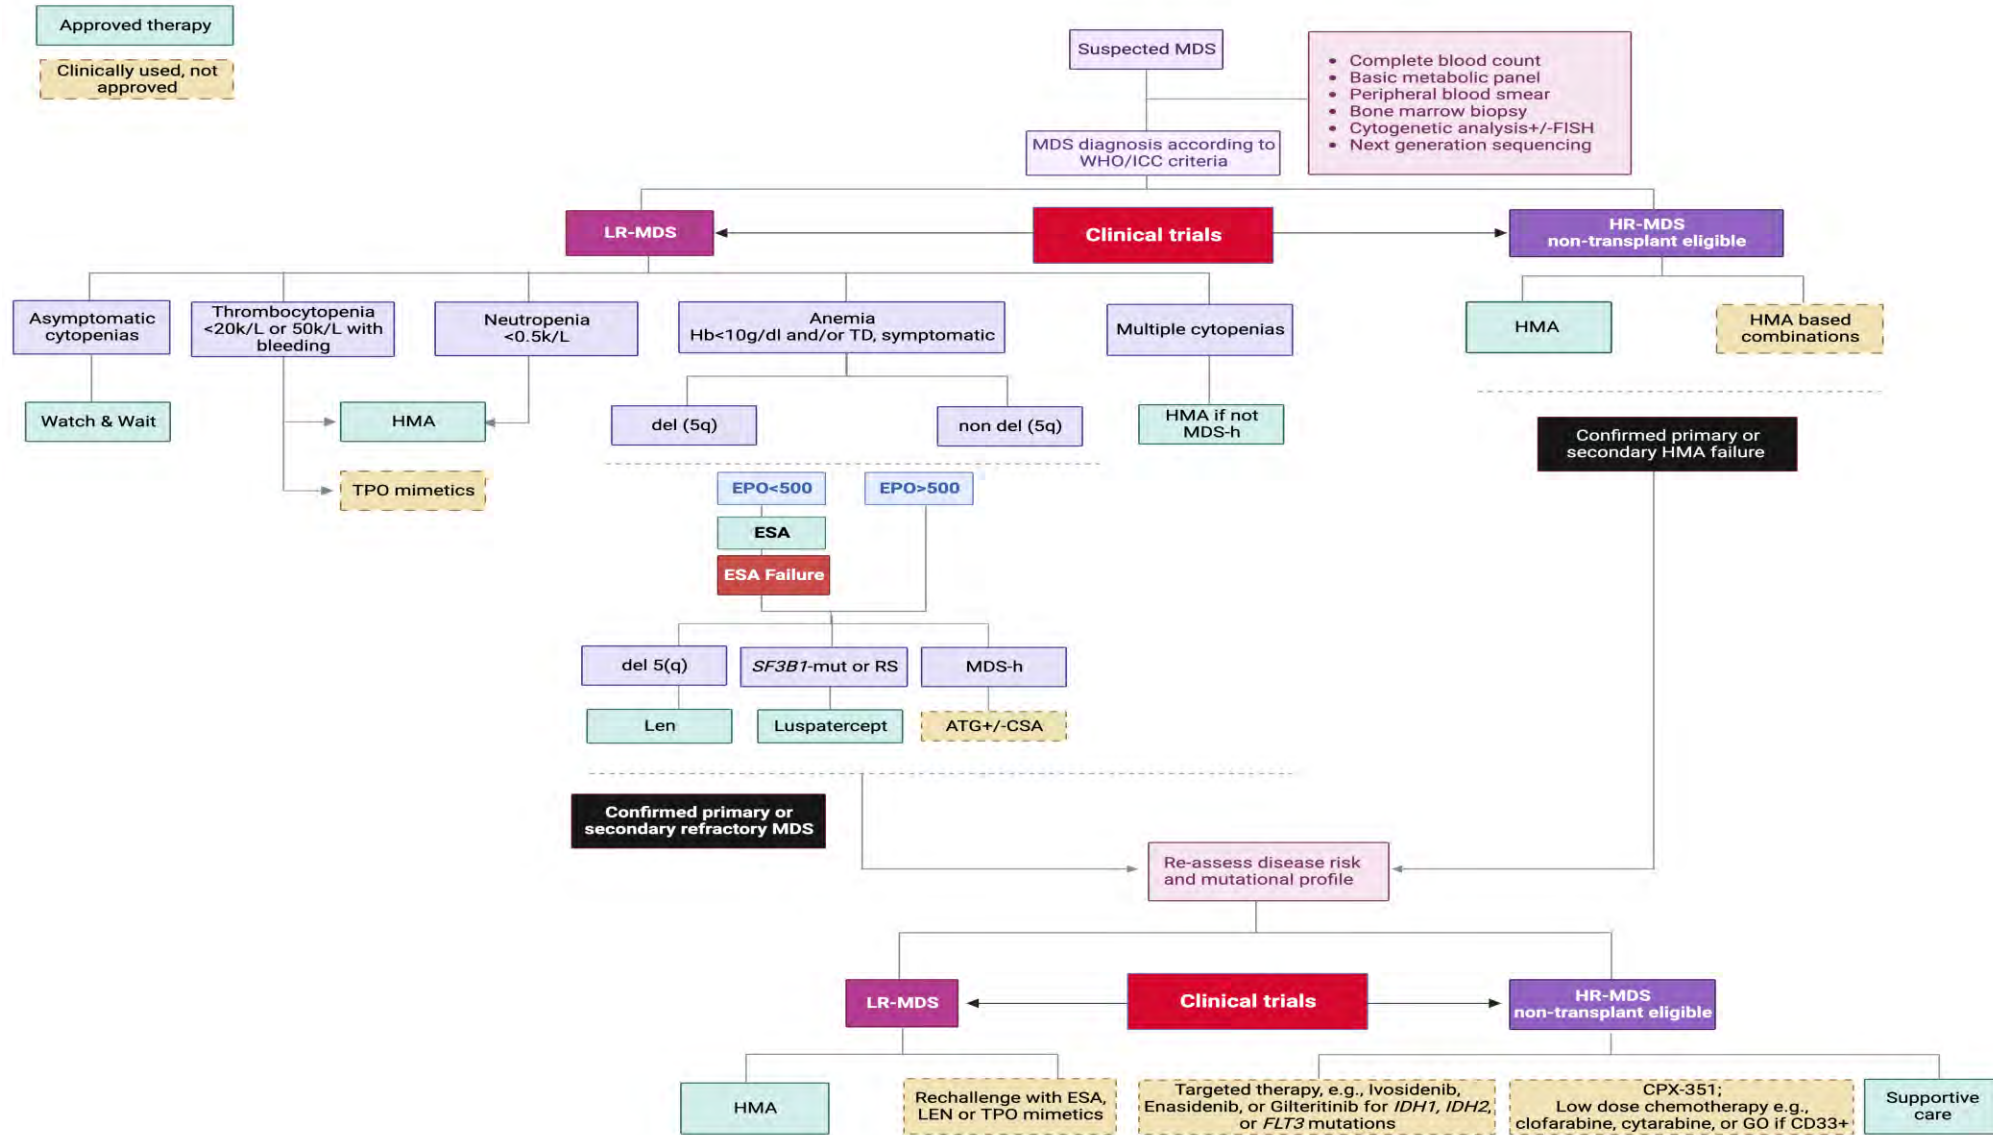 Approved therapy
Clinically used, not
approved
Suspected MDS
• Complete blood count
• Basic metabolic panel
• Peripheral blood smear
• Bone marrow biopsy
• Cytogenetic analysis+/-FISH
• Next generation sequencing
MDS diagnosis according to
WHO/ICC criteria
LR-MDS
Clinical trials
HR-MDS
non-transplant eligible
Asymptomatic
cytopenias
Thrombocytopenia
<20k/L or 50k/L with
bleeding
Neutropenia
<0.5k/L
Anemia
Hb<10g/dl and/or TD, symptomatic
Multiple cytopenias
HMA
HMA based
combinations
Watch & Wait
HMA
del (5q)
non del (5q)
HMA if not
MDS-h
Confirmed primary or
secondary HMA failure
TPO mimetics
EPO<500
EPO>500
ESA
ESA Failure
del 5(q)
SF3B1-mut or RS
MDS-h
Len
Luspatercept
ATG+/-CSA
Confirmed primary or
secondary refractory MDS
Re-assess disease risk
and mutational profile
LR-MDS
Clinical trials
HR-MDS
non-transplant eligible
HMA
Rechallenge with ESA,
LEN or TPO mimetics
Targeted therapy, e.g., Ivosidenib,
Enasidenib, or Gilteritinib for IDH1, IDH2,
or FLT3 mutations
CPX-351;
Low dose chemotherapy e.g.,
clofarabine, cytarabine, or GO if CD33+
Supportive
care